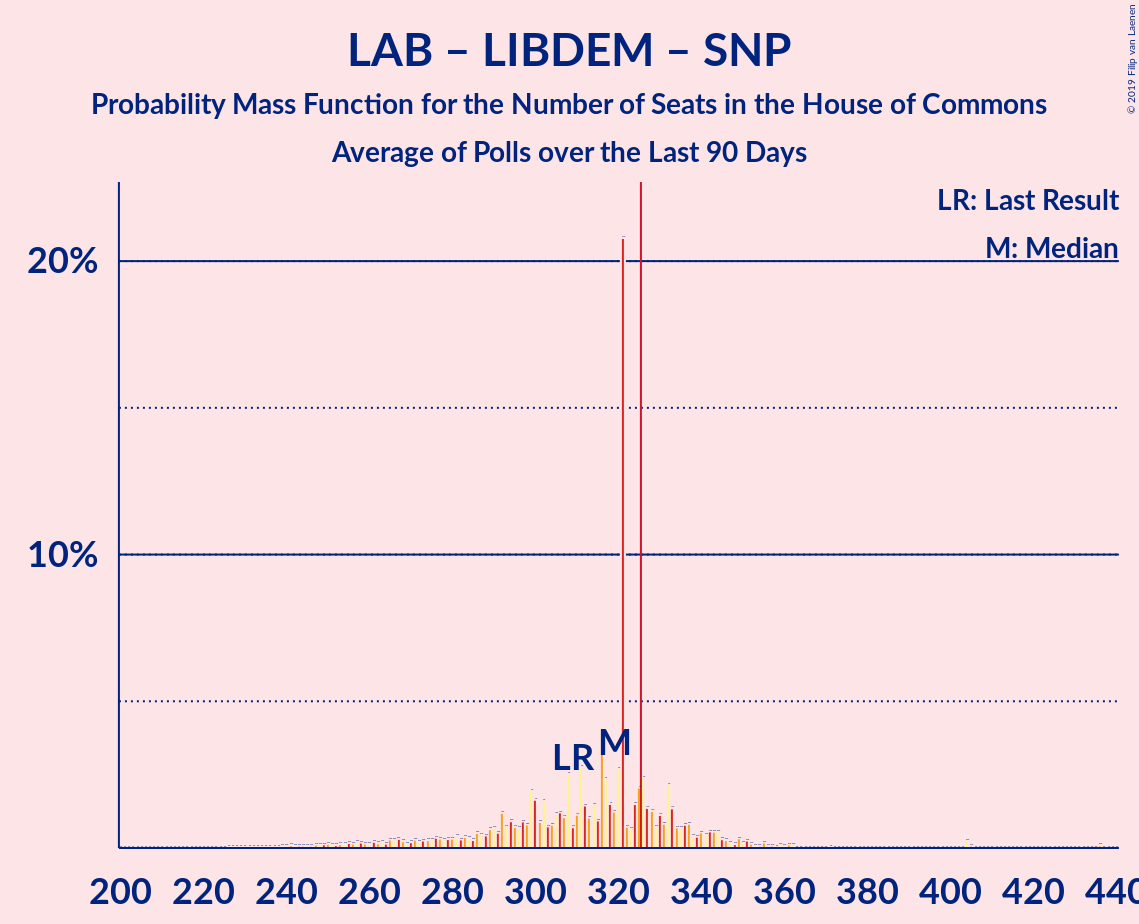 LAB – LIBDEM – SNP
Probability Mass Function for the Number of Seats in the House of Commons
Average of Polls over the Last 90 Days
© 2019 Filip van Laenen
LR: Last Result
M: Median
20%
10%
LR M
200 220 240 260 280 300 320 340 360 380 400 420 440